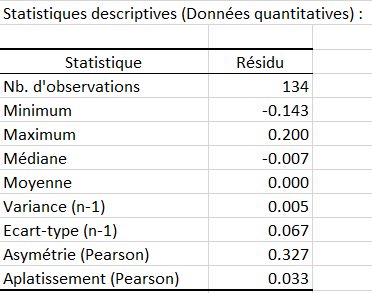 Statistiques descriptives (Données quantitatives) :
Statistique Résidu
Nb. d'observations 134
Minimum -0.143
Maximum 0.200
Médiane -0.007
Moyenne 0.000
Variance (n-1) 0.005
Ecart-type (n-1) 0.067
Asymétrie (Pearson) 0.327
Aplatissement (Pearson) 0.033